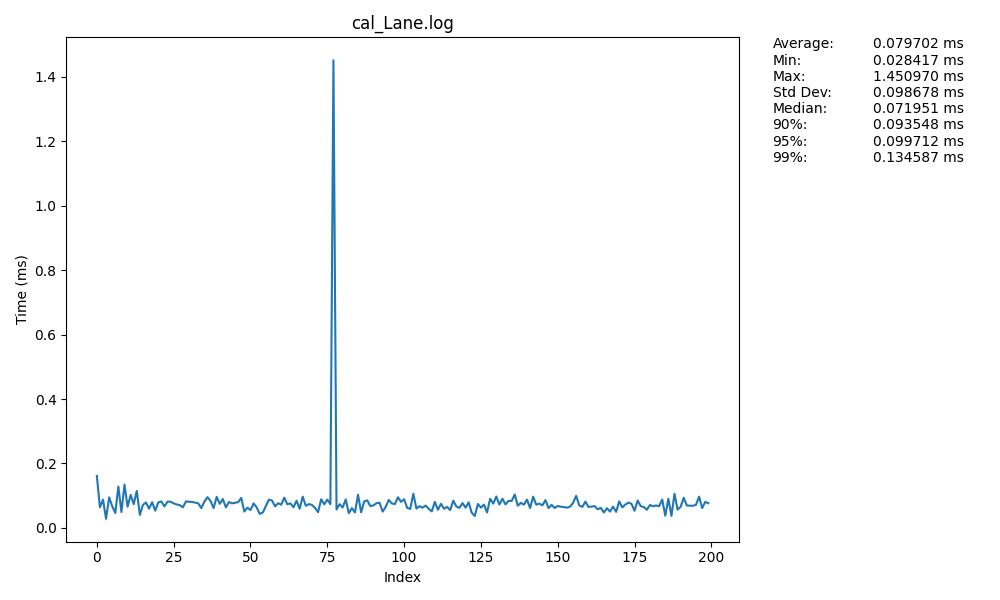 cal_Lane.log
Average: 0.079702 ms
Min: 0.028417 ms
Max: 1.450970 ms
Std Dev: 0.098678 ms
Median: 0.071951 ms
90%: 0.093548 ms
95%: 0.099712 ms
99%: 0.134587 ms
Time (ms)
1.4
1.2
1.0
0.8
0.6
0.4
0.2
0.0
0 25 50 75 100 125 150 175 200
Index